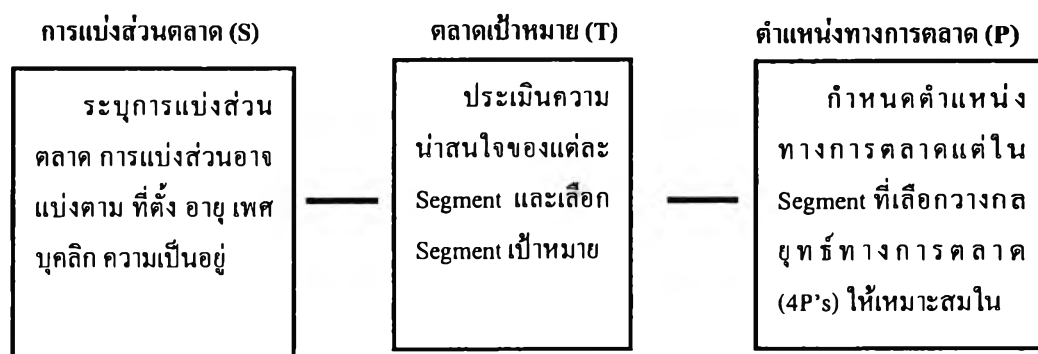 การแบ่งส่วนตลาด (S)
ระบุการแบ่งส่วน
ตลาด การแบ่งส่วนอาจ
แบ่งตาม ที่ตั้ง อายุ เพศ
บุคลิก ความเป็นอยู่
ตลาดเป้าหมาย (T)
ประเมินความ
น่าสนใจของแต่ละ
Segment และเลือก
Segment เป้าหมาย
ตำแหน่งทางการตลาด (P)
กำหนดตำแหน่ง
ทางการตลาดแต่ใน
Segment ที่เลือกวางกล
ยุทธ์ทางการตลาด
(4P's) ให้เหมาะสมใน